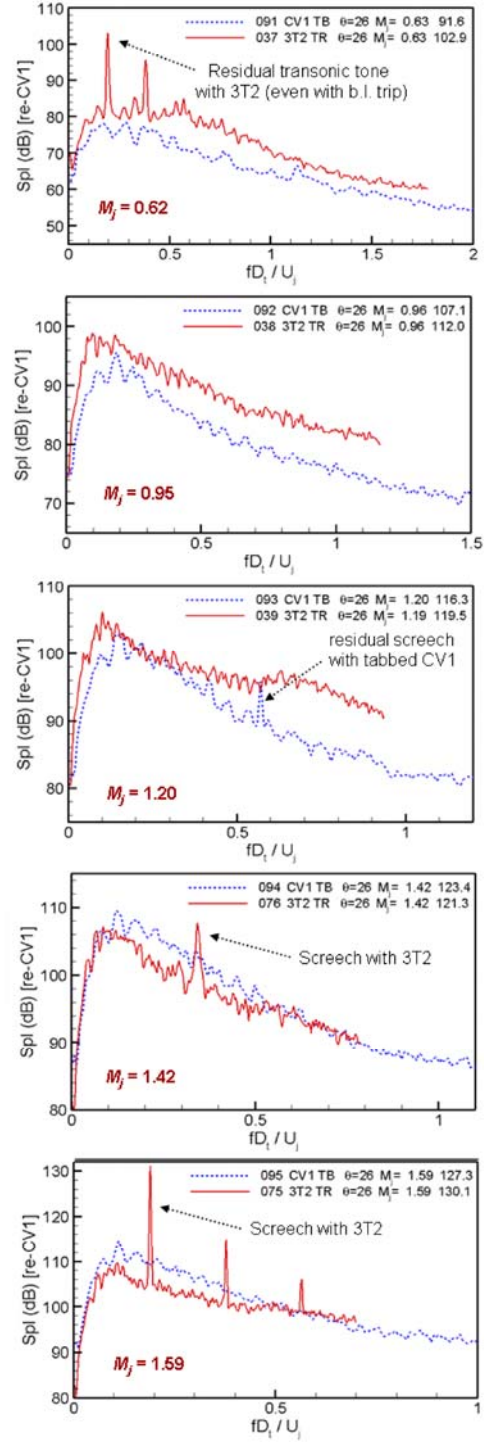 110
100
90
80
70
60
50
Spl (dB) [re-CV1]
091 CV1 TB θ=26 Mj= 0.63 91.6
037 3T2 TR θ=26 Mj= 0.63 102.9
Residual transonic tone
with 3T2 (even with b.l. trip)
Mj = 0.62
0 0.5 1 1.5 2
fDt / Uj
100
90
80
70
Spl (dB) [re-CV1]
092 CV1 TB θ=26 Mj= 0.96 107.1
038 3T2 TR θ=26 Mj= 0.96 112.0
Mj = 0.95
0 0.5 1 1.5
fDt / Uj
110
100
90
80
Spl (dB) [re-CV1]
093 CV1 TB θ=26 Mj= 1.20 116.3
039 3T2 TR θ=26 Mj= 1.19 119.5
residual screech
with tabbed CV1
Mj = 1.20
0 0.5 1
fDt / Uj
110
100
90
80
Spl (dB) [re-CV1]
094 CV1 TB θ=26 Mj= 1.42 123.4
076 3T2 TR θ=26 Mj= 1.42 121.3
Screech with 3T2
Mj = 1.42
0 0.5 1
fDt / Uj
130
120
110
100
90
80
Spl (dB) [re-CV1]
095 CV1 TB θ=26 Mj= 1.59 127.3
075 3T2 TR θ=26 Mj= 1.59 130.1
Screech with 3T2
Mj = 1.59
0 0.5 1
fDt / Uj